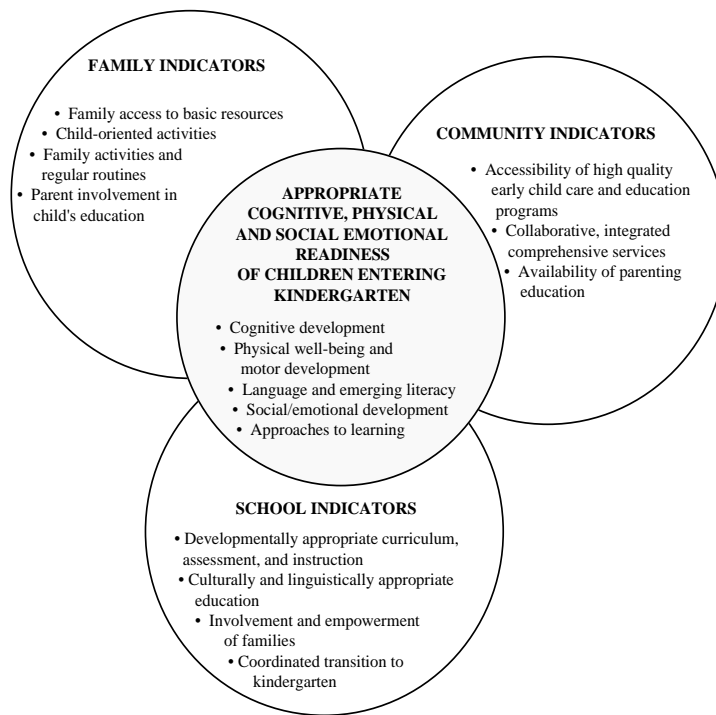 FAMILY INDICATORS
• Family access to basic resources
• Child-oriented activities
• Family activities and
regular routines
• Parent involvement in
child's education
COMMUNITY INDICATORS
• Accessibility of high quality
early child care and education
programs
• Collaborative, integrated
comprehensive services
• Availability of parenting
education
APPROPRIATE
COGNITIVE, PHYSICAL
AND SOCIAL EMOTIONAL
READINESS
OF CHILDREN ENTERING
KINDERGARTEN
• Cognitive development
• Physical well-being and
motor development
• Language and emerging literacy
• Social/emotional development
• Approaches to learning
SCHOOL INDICATORS
• Developmentally appropriate curriculum,
assessment, and instruction
• Culturally and linguistically appropriate
education
• Involvement and empowerment
of families
• Coordinated transition to
kindergarten